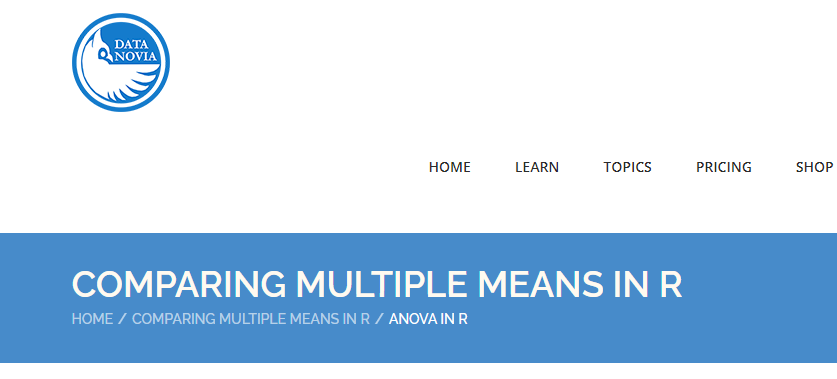 DATA
NOVIA
HOME LEARN TOPICS PRICING SHOP
COMPARING MULTIPLE MEANS IN R
HOME / COMPARING MULTIPLE MEANS IN R / ANOVA IN R